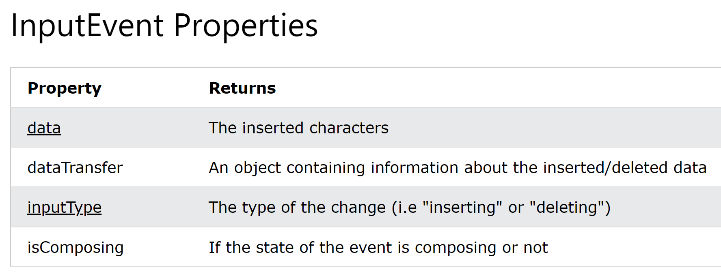 InputEvent Properties
Property Returns
data The inserted characters
dataTransfer An object containing information about the inserted/deleted data
inputType The type of the change (i.e "inserting" or "deleting")
isComposing If the state of the event is composing or not